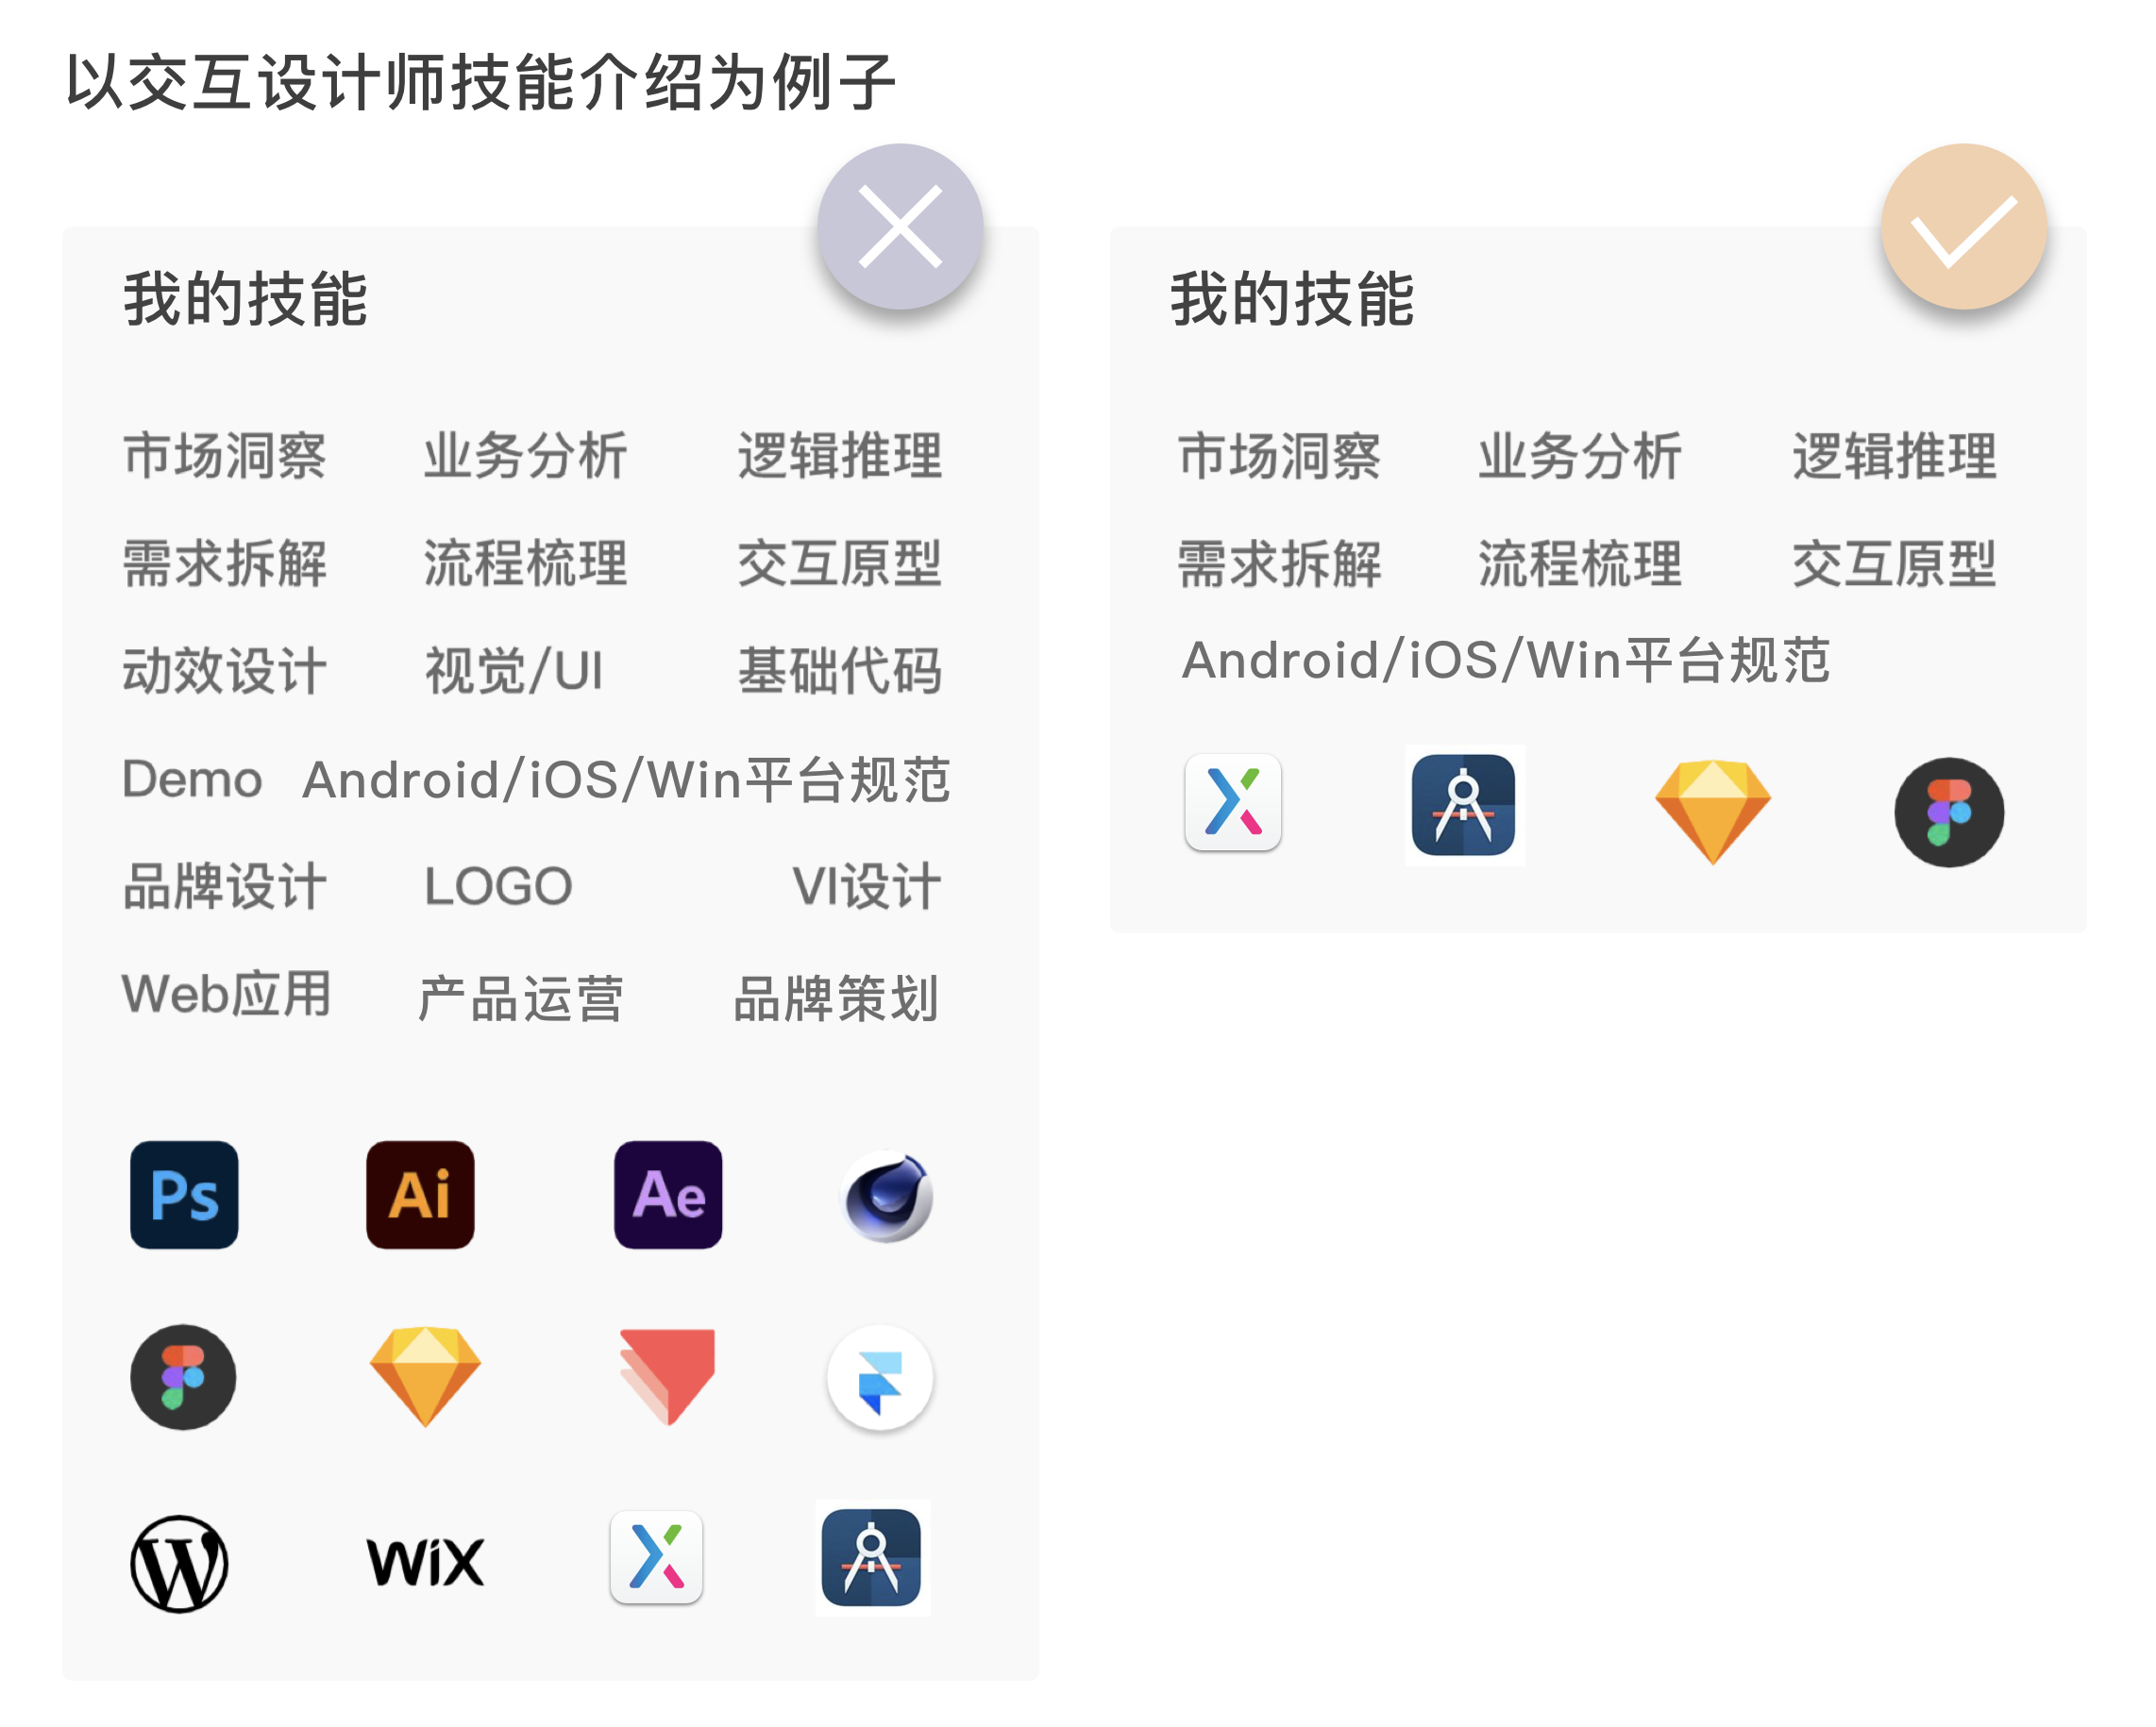 以交互设计师技能介绍为例子
我的技能
市场洞察 业务分析 逻辑推理
需求拆解 流程梳理 交互原型
动效设计 视觉/UI 基础代码
Demo Android/iOS/Win平台规范
品牌设计 LOGO VI设计
Web应用 产品运营 品牌策划
Ps Ai Ae
WiX
我的技能
市场洞察 业务分析 逻辑推理
需求拆解 流程梳理 交互原型
Android/iOS/Win平台规范